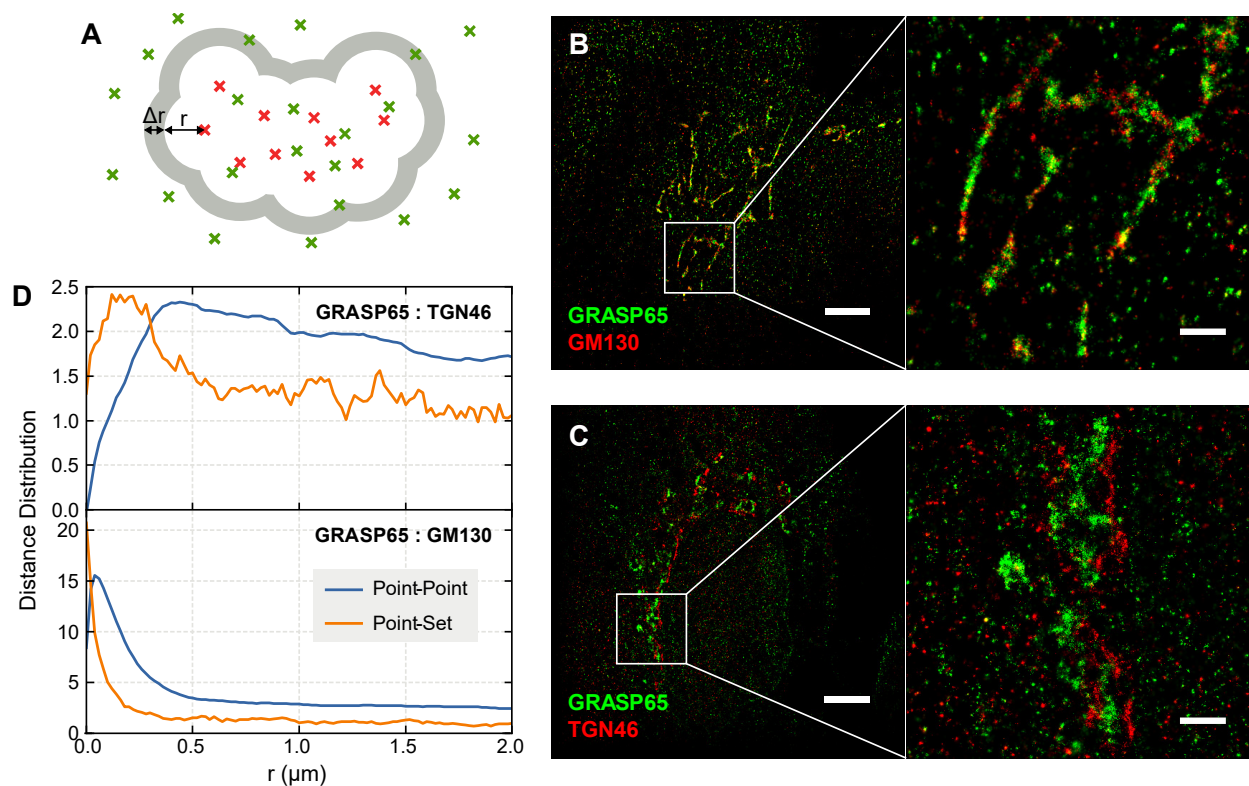 A
Δr
r
B
GRASP65
GM130
C
GRASP65
TGN46
D
Distance Distribution
2.5
2.0
1.5
1.0
0.5
0.0
GRASP65 : TGN46
20
15
10
5
0
GRASP65 : GM130
Point-Point
Point-Set
0.0 0.5 1.0 1.5 2.0
r (μm)